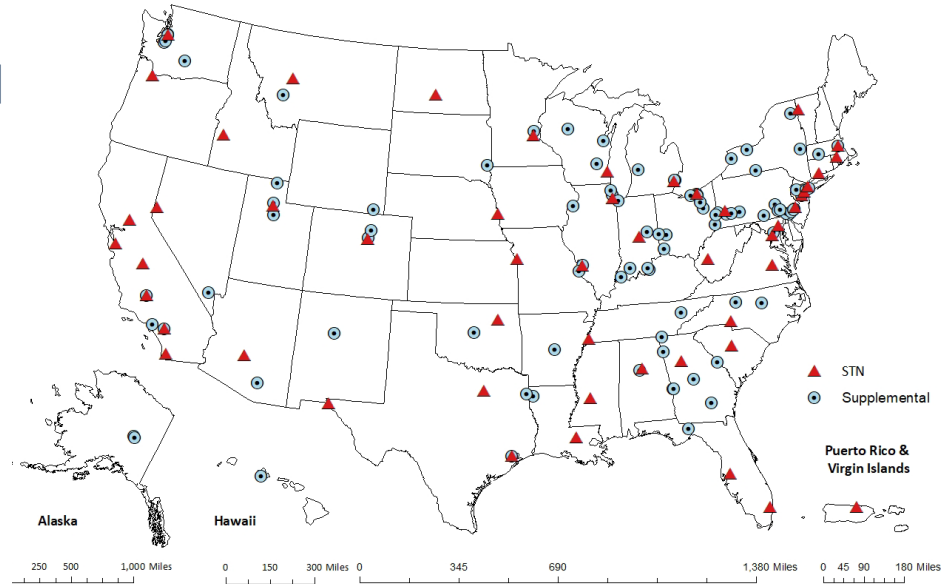 STN
Supplemental
Puerto Rico &
Virgin Islands
Alaska
Hawaii
250 500 1,000 Miles
0 150 300 Miles
0 345 690 1,380 Miles
0 45 90 180 Miles